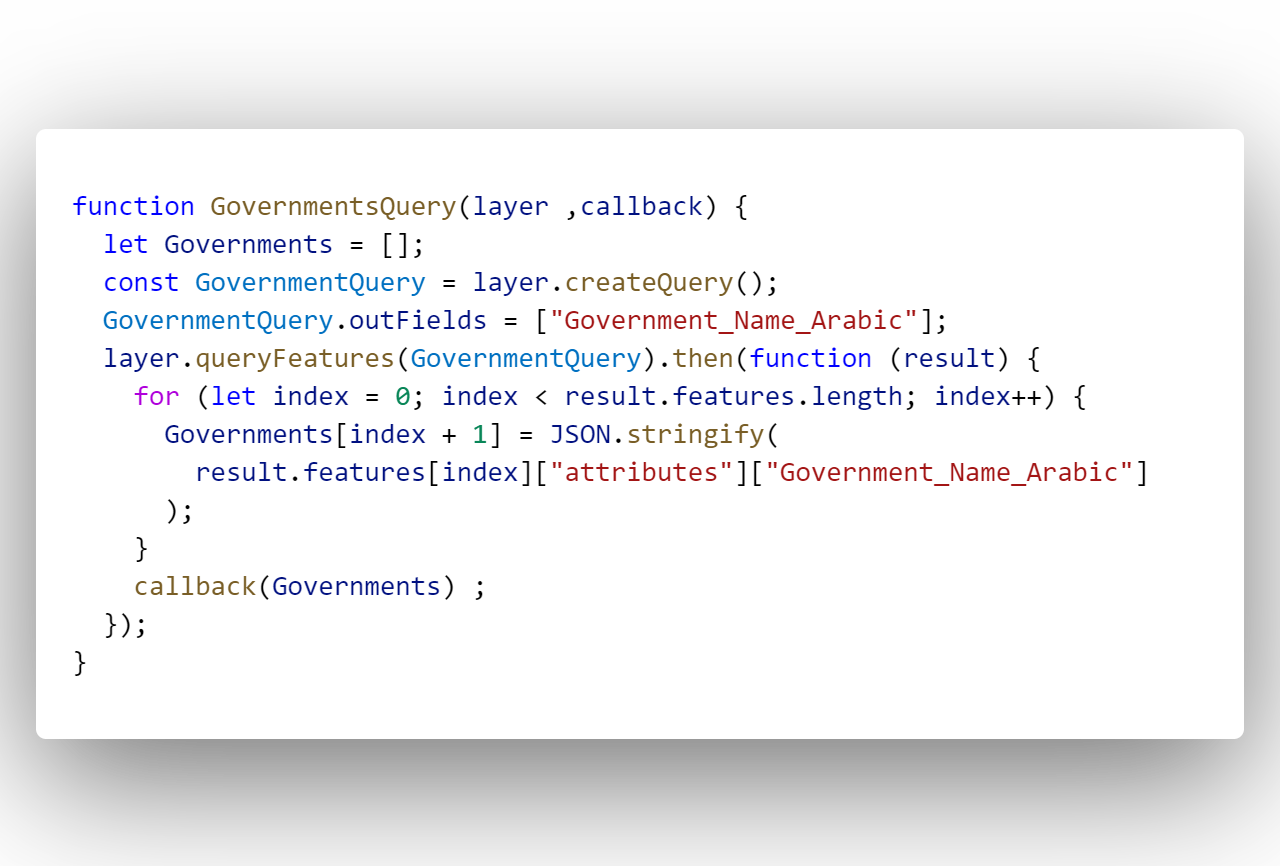 function GovernmentsQuery(layer ,callback) {
  let Governments = [];
  const GovernmentQuery = layer.createQuery();
  GovernmentQuery.outFields = ["Government_Name_Arabic"];
  layer.queryFeatures(GovernmentQuery).then(function (result) {
    for (let index = 0; index < result.features.length; index++) {
      Governments[index + 1] = JSON.stringify(
        result.features[index]["attributes"]["Government_Name_Arabic"]
      );
    }
    callback(Governments) ;
  });
}